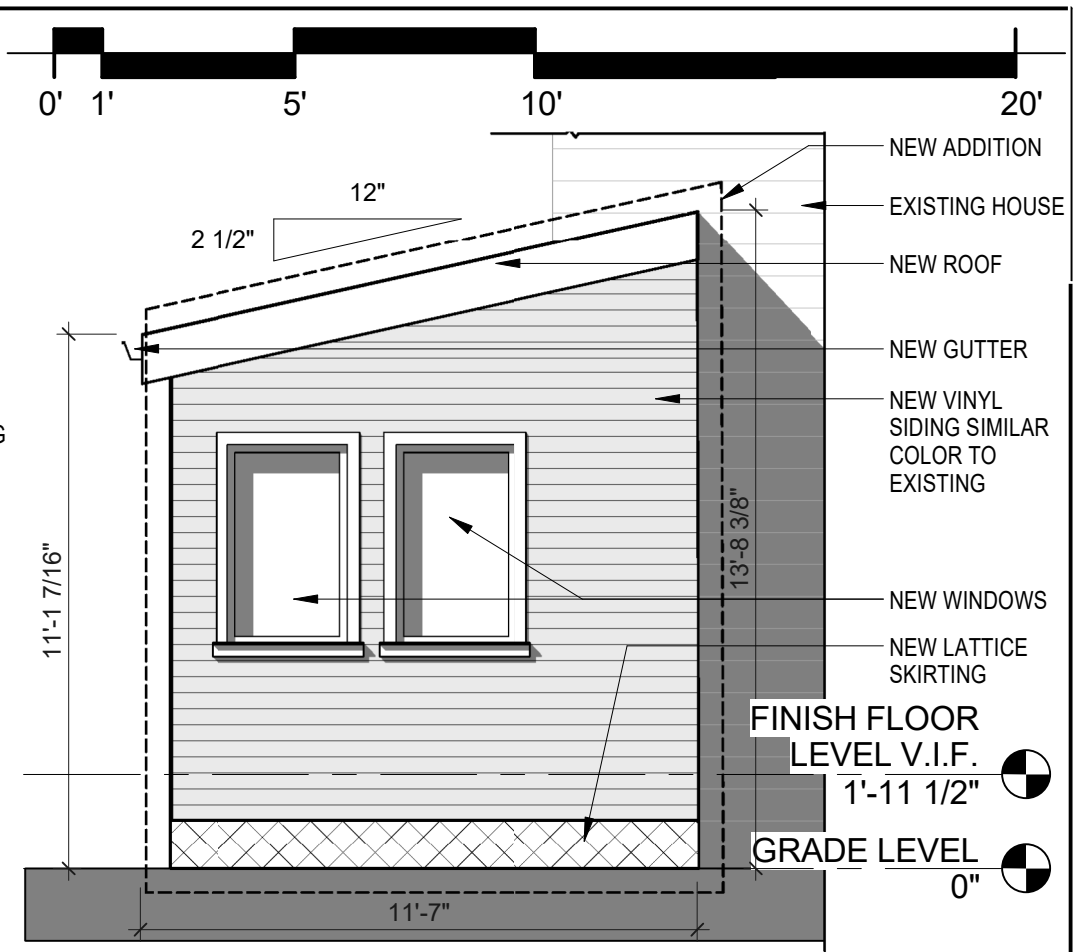 0' 1' 5' 10' 20'
NEW ADDITION
12"
EXISTING HOUSE
2 1/2"
NEW ROOF
NEW GUTTER
NEW VINYL
SIDING SIMILAR
COLOR TO
EXISTING
G
13'-8 3/8"
11'-1 7/16"
NEW WINDOWS
NEW LATTICE
SKIRTING
FINISH FLOOR
LEVEL V.I.F.
1'-11 1/2"
GRADE LEVEL
0"
11'-7"